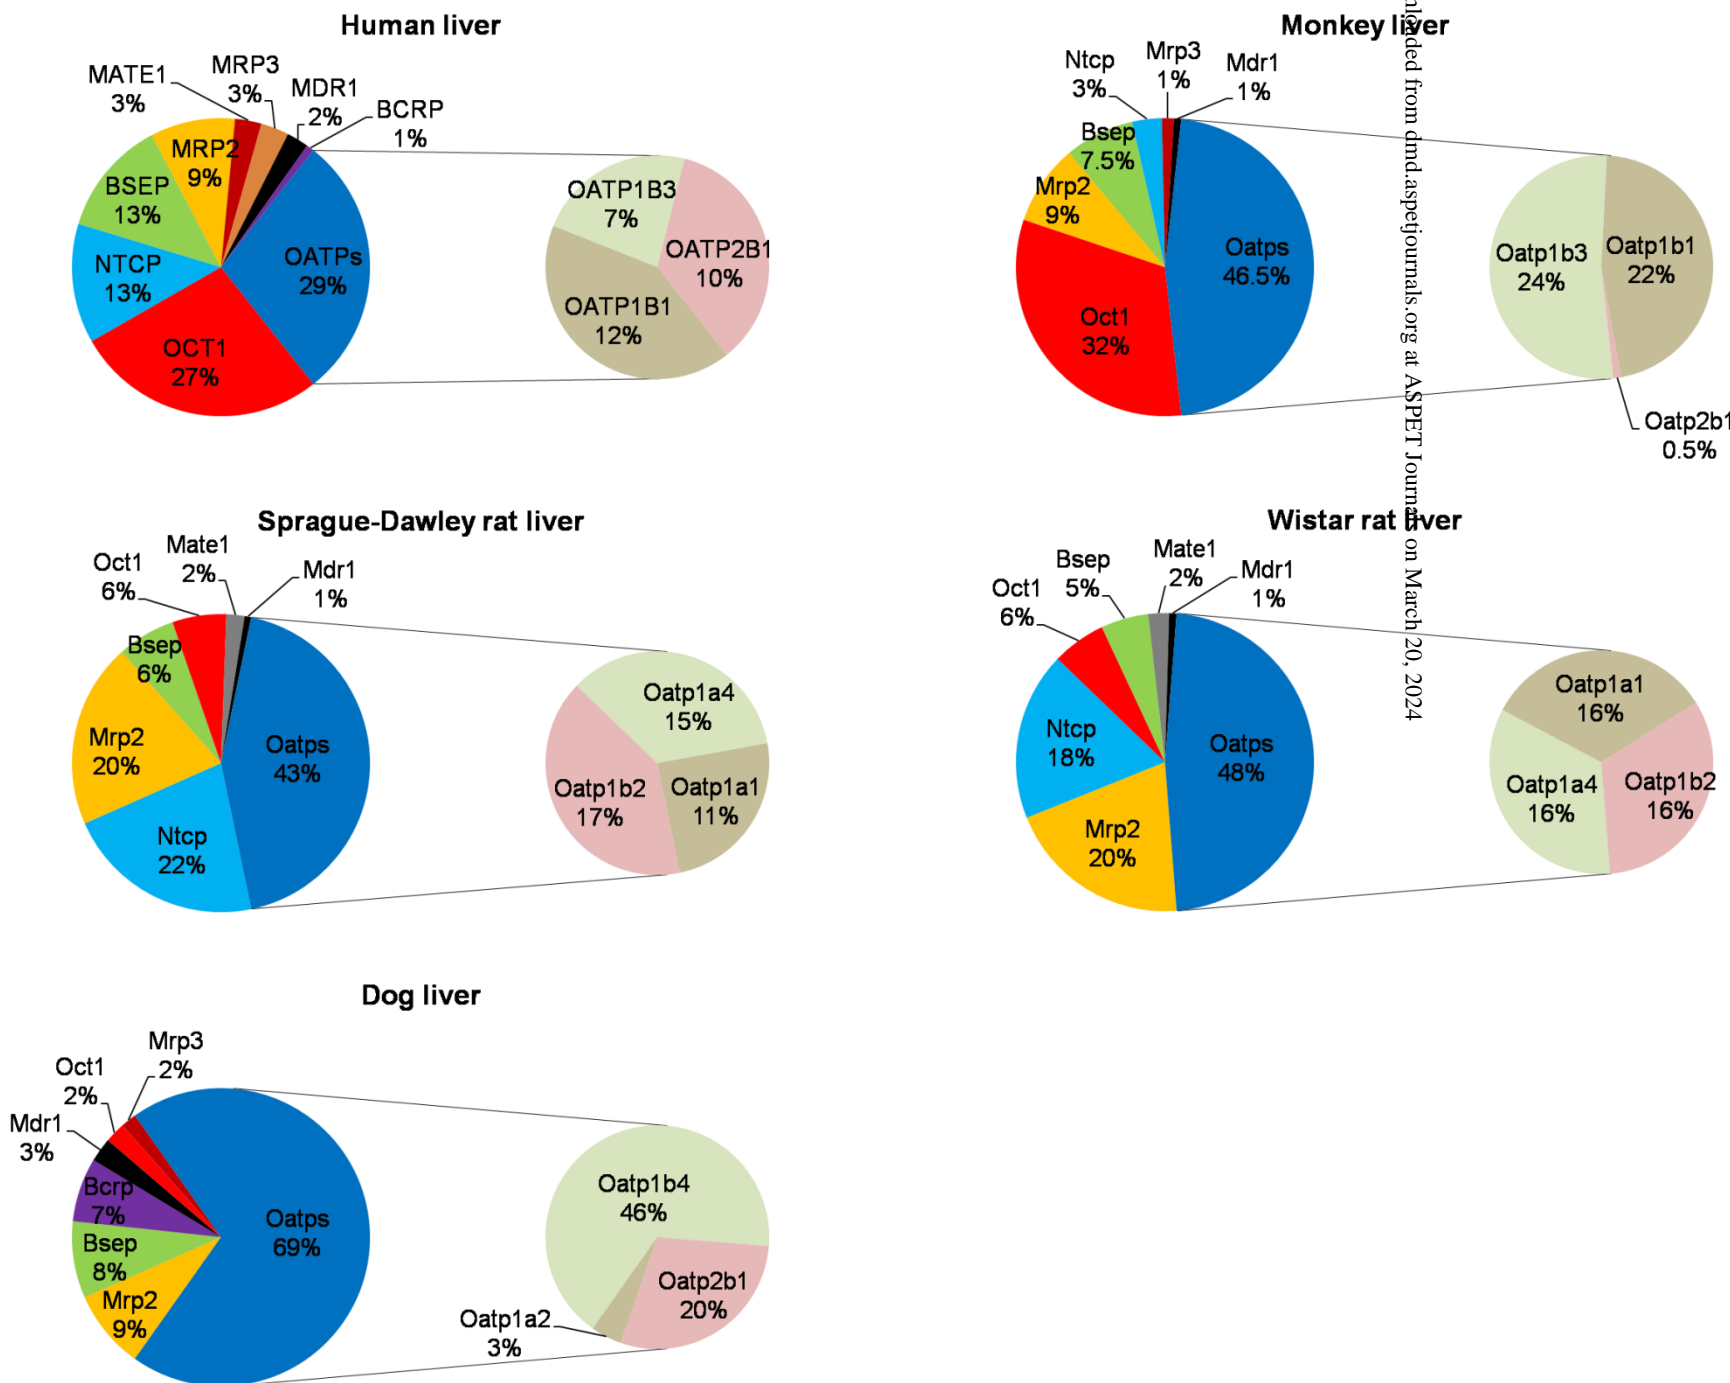 Human liver
MATE1
3%
MRP3
3%
MDR1
2%
BCRP
1%
MRP2
9%
BSEP
13%
NTCP
13%
OCT1
27%
OATPs
29%
OATP1B3
7%
OATP2B1
10%
OATP1B1
12%
Monkey liver
Ntcp
3%
Mrp3
1%
Mdr1
1%
Bsep
7.5%
Mrp2
9%
Oct1
32%
Oatps
46.5%
Oatp1b3
24%
Oatp1b1
22%
Oatp2b1
0.5%
Sprague-Dawley rat liver
Oct1
6%
Mate1
2%
Mdr1
1%
Bsep
6%
Mrp2
20%
Ntcp
22%
Oatps
43%
Oatp1a4
15%
Oatp1b2
17%
Oatp1a1
11%
Wistar rat liver
Oct1
6%
Bsep
5%
Mate1
2%
Mdr1
1%
Ntcp
18%
Mrp2
20%
Oatps
48%
Oatp1a1
16%
Oatp1a4
16%
Oatp1b2
16%
Dog liver
Mdr1
3%
Oct1
2%
Mrp3
2%
Bcrp
7%
Bsep
8%
Mrp2
9%
Oatps
69%
Oatp1b4
46%
Oatp2b1
20%
Oatp1a2
3%
nloaded from dmd.aspetjournals.org at ASPET Journals on March 20, 2024